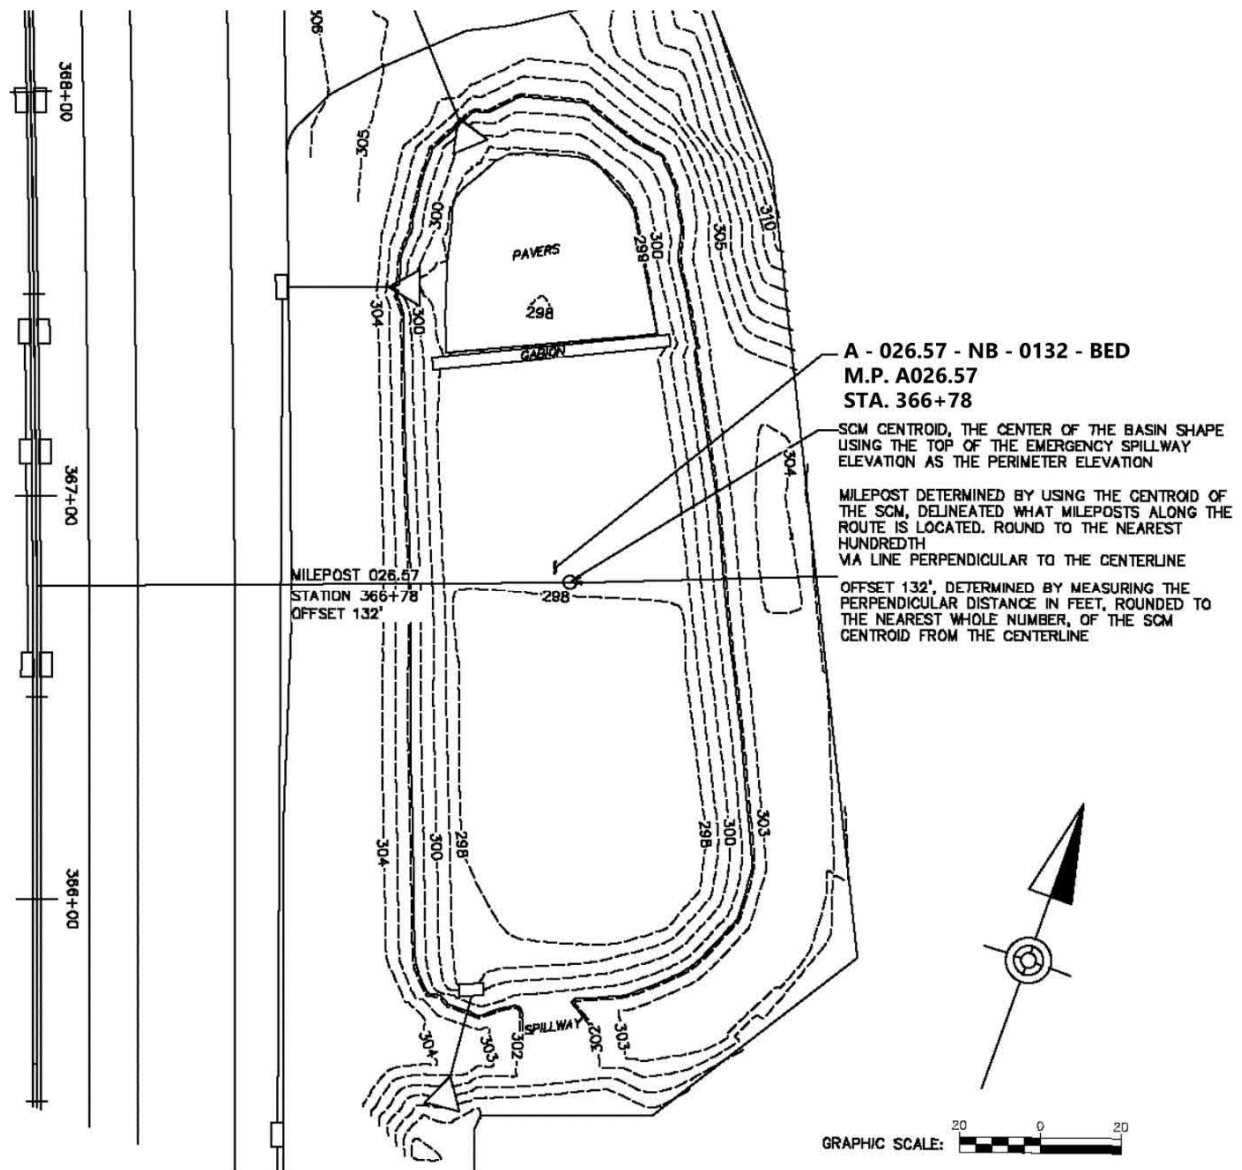 306
368+00
305
310
300
305
300
299
PAVERS
298
304
300
GABION
A - 026.57 - NB - 0132 - BED
M.P. A026.57
STA. 366+78
SCM CENTROID, THE CENTER OF THE BASIN SHAPE
USING THE TOP OF THE EMERGENCY SPILLWAY
ELEVATION AS THE PERIMETER ELEVATION
304
367+00
MILEPOST DETERMINED BY USING THE CENTROID OF
THE SCM, DELINEATED WHAT MILEPOSTS ALONG THE
ROUTE IS LOCATED. ROUND TO THE NEAREST
HUNDREDTH
VIA LINE PERPENDICULAR TO THE CENTERLINE
MILEPOST 026.57
STATION 366+78
OFFSET 132'
298
OFFSET 132', DETERMINED BY MEASURING THE
PERPENDICULAR DISTANCE IN FEET, ROUNDED TO
THE NEAREST WHOLE NUMBER, OF THE SCM
CENTROID FROM THE CENTERLINE
304
300
298
298
300
303
366+00
SPILLWAY
304
303
302
302
303
GRAPHIC SCALE:
20 0 20